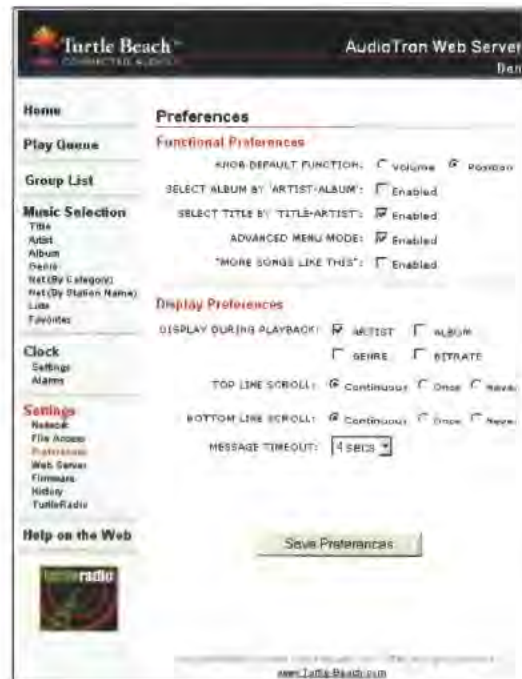 Turtle Beach
CONNECTED AUDIO
AudioTron Web Server
Home
Play Queue
Group List
Music Selection
Title
Artist
Album
Genre
Net (By Category)
Net (By Station Name)
Lists
Favorites
Clock
Settings
Alarms
Settings
Network
File Access
Preferences
Web Server
Firmware
History
TurtleRadio
Help on the Web
Preferences
Functional Preferences
KNOB DEFAULT FUNCTION: Volume Position
SELECT ALBUM BY 'ARTIST-ALBUM': Enabled
SELECT TITLE BY 'TITLE-ARTIST': Enabled
ADVANCED MENU MODE: Enabled
"MORE SONGS LIKE THIS": Enabled
Display Preferences
DISPLAY DURING PLAYBACK: ARTIST ALBUM
GENRE BITRATE
TOP LINE SCROLL: Continuous Once Never
BOTTOM LINE SCROLL: Continuous Once Never
MESSAGE TIMEOUT: 4 secs
Save Preferences
turtleradio
www.Turtle-Beach.com